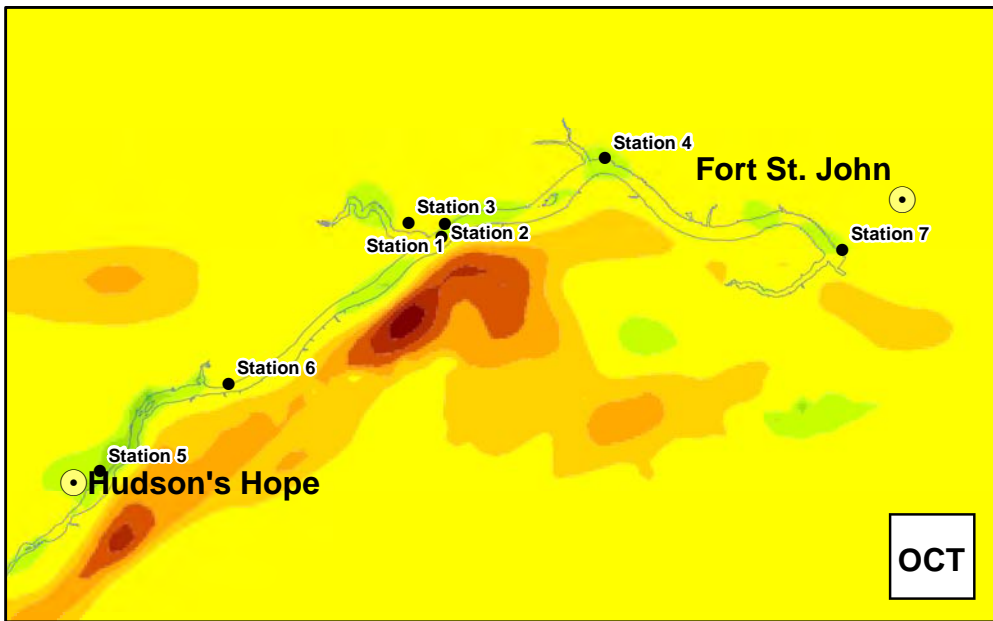 Station 4
Fort St. John
Station 3
Station 2
Station 1
Station 7
Station 6
Station 5
Hudson's Hope
OCT